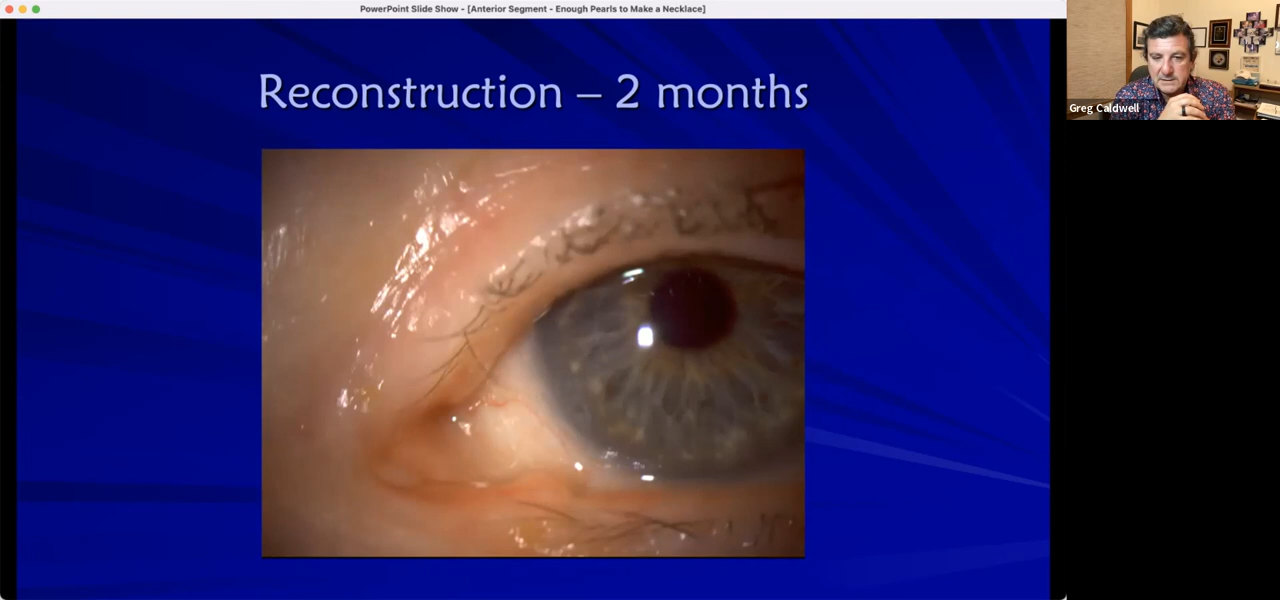 PowerPoint Slide Show - [Anterior Segment - Enough Pearls to Make a Necklace]
Reconstruction – 2 months
Greg Caldwell